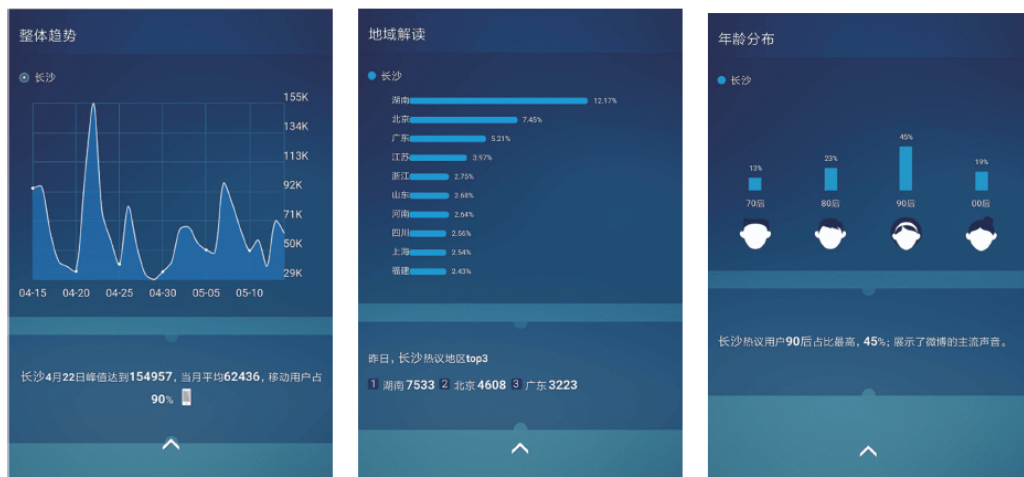 整体趋势
长沙
155K
134K
113K
92K
71K
50K
29K
04-15 04-20 04-25 04-30 05-05 05-10
长沙4月22日峰值达到154957，当月平均62436，移动用户占
90%
地域解读
长沙
湖南 12.17%
北京 7.45%
广东 5.21%
江苏 3.97%
浙江 2.75%
山东 2.68%
河南 2.64%
四川 2.56%
上海 2.54%
福建 2.43%
昨日，长沙热议地区top3
1 湖南 7533 2 北京 4608 3 广东 3223
年龄分布
长沙
13% 23% 45% 19%
70后 80后 90后 00后
长沙热议用户90后占比最高，45%；展示了微博的主流声音。